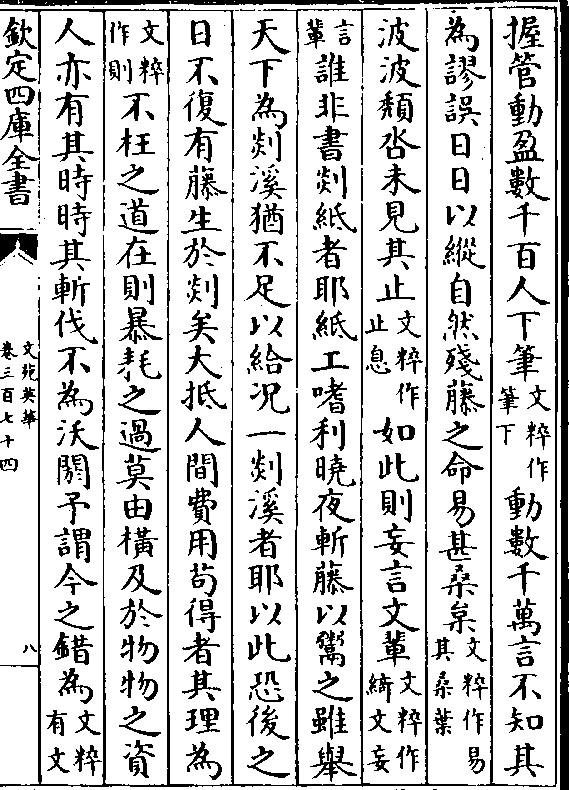 握管動盈數千百人下筆文粹作筆下動數千萬言不知其
為謬誤日日以縱自然殘藤之命易甚桑枲文粹作易其桑葉
波波頹沓未見其止文粹作止息如此則妄言文輩文粹作綺文妄
言輩誰非書剡紙者耶紙工嗜利曉夜斬藤以鬻之雖舉
天下為剡溪猶不足以給况一剡溪者耶以此恐後之
日不復有藤生於剡矣大抵人間費用茍得者其理為
文粹作則不枉之道在則暴耗之過莫由橫及於物物之資
人亦有其時時其斬伐不為沃閼予謂今之錯為文粹有文
欽定四庫全書
文苑英華
卷三百七十四
八